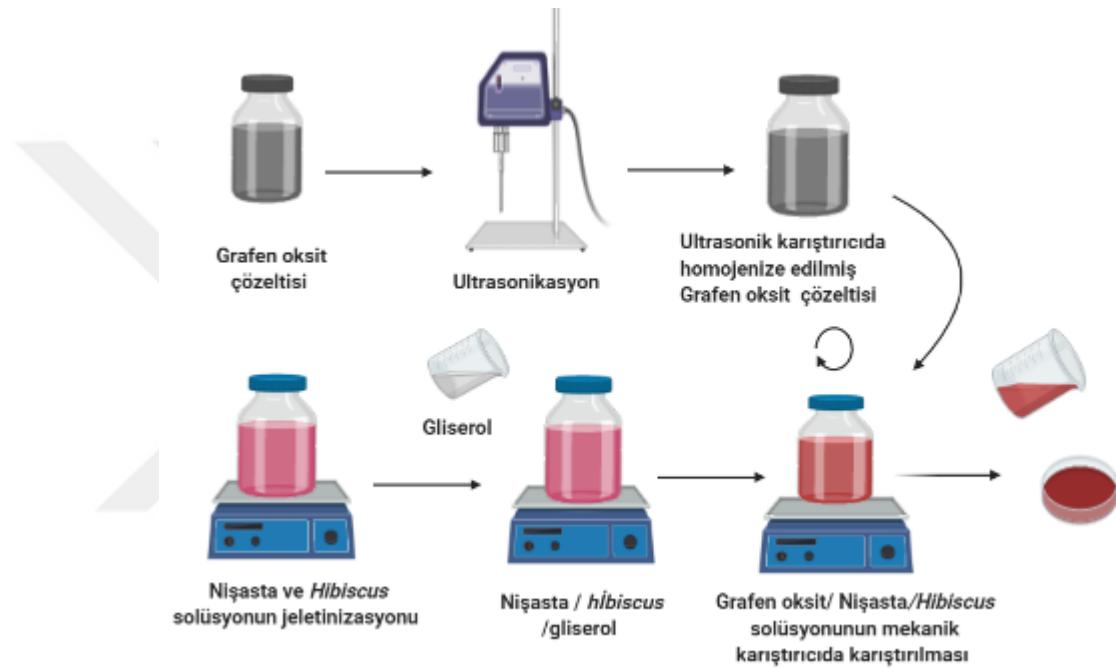 Grafen oksit
çözeltisi
Ultrasonikasyon
Ultrasonik karıştırıcıda
homojenize edilmiş
Grafen oksit çözeltisi
Gliserol
Nişasta ve Hibiscus
solüsyonun jeletinizasyonu
Nişasta / hİbiscus
/gliserol
Grafen oksit/ Nişasta/Hibiscus
solüsyonunun mekanik
karıştırıcıda karıştırılması